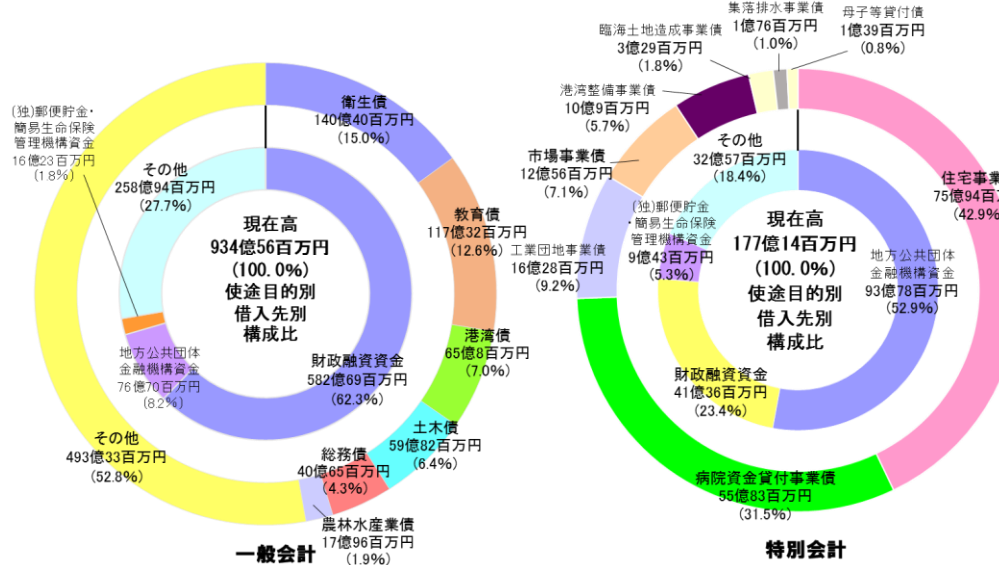 衛生債
140億40百万円
(15.0%)
教育債
117億32百万円
(12.6%)
港湾債
65億8百万円
(7.0%)
土木債
59億82百万円
(6.4%)
総務債
40億65百万円
(4.3%)
農林水産業債
17億96百万円
(1.9%)
その他
493億33百万円
(52.8%)
(独)郵便貯金・
簡易生命保険
管理機構資金
16億23百万円
(1.8%)
その他
258億94百万円
(27.7%)
地方公共団体
金融機構資金
76億70百万円
(8.2%)
財政融資資金
582億69百万円
(62.3%)
現在高
934億56百万円
(100.0%)
使途目的別
借入先別
構成比
一般会計
臨海土地造成事業債
3億29百万円
(1.8%)
集落排水事業債
1億76百万円
(1.0%)
母子等貸付債
1億39百万円
(0.8%)
港湾整備事業債
10億9百万円
(5.7%)
市場事業債
12億56百万円
(7.1%)
工業団地事業債
16億28百万円
(9.2%)
病院資金貸付事業債
55億83百万円
(31.5%)
住宅事業
75億94百万
(42.9%)
その他
32億57百万円
(18.4%)
(独)郵便貯金
・簡易生命保険
管理機構資金
9億43百万円
(5.3%)
地方公共団体
金融機構資金
93億78百万円
(52.9%)
財政融資資金
41億36百万円
(23.4%)
現在高
177億14百万円
(100.0%)
使途目的別
借入先別
構成比
特別会計